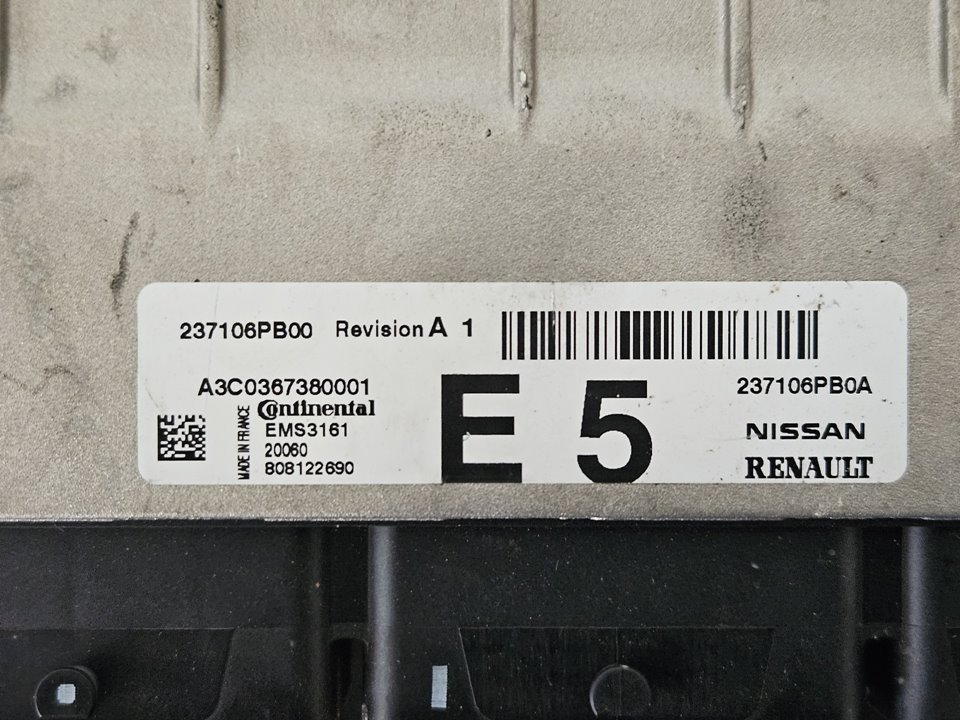 237106PB00 Revision A 1
A3C0367380001
237106PB0A
MADE IN FRANCE
Continental
EMS3161
20060
808122690
E 5
NISSAN
RENAULT